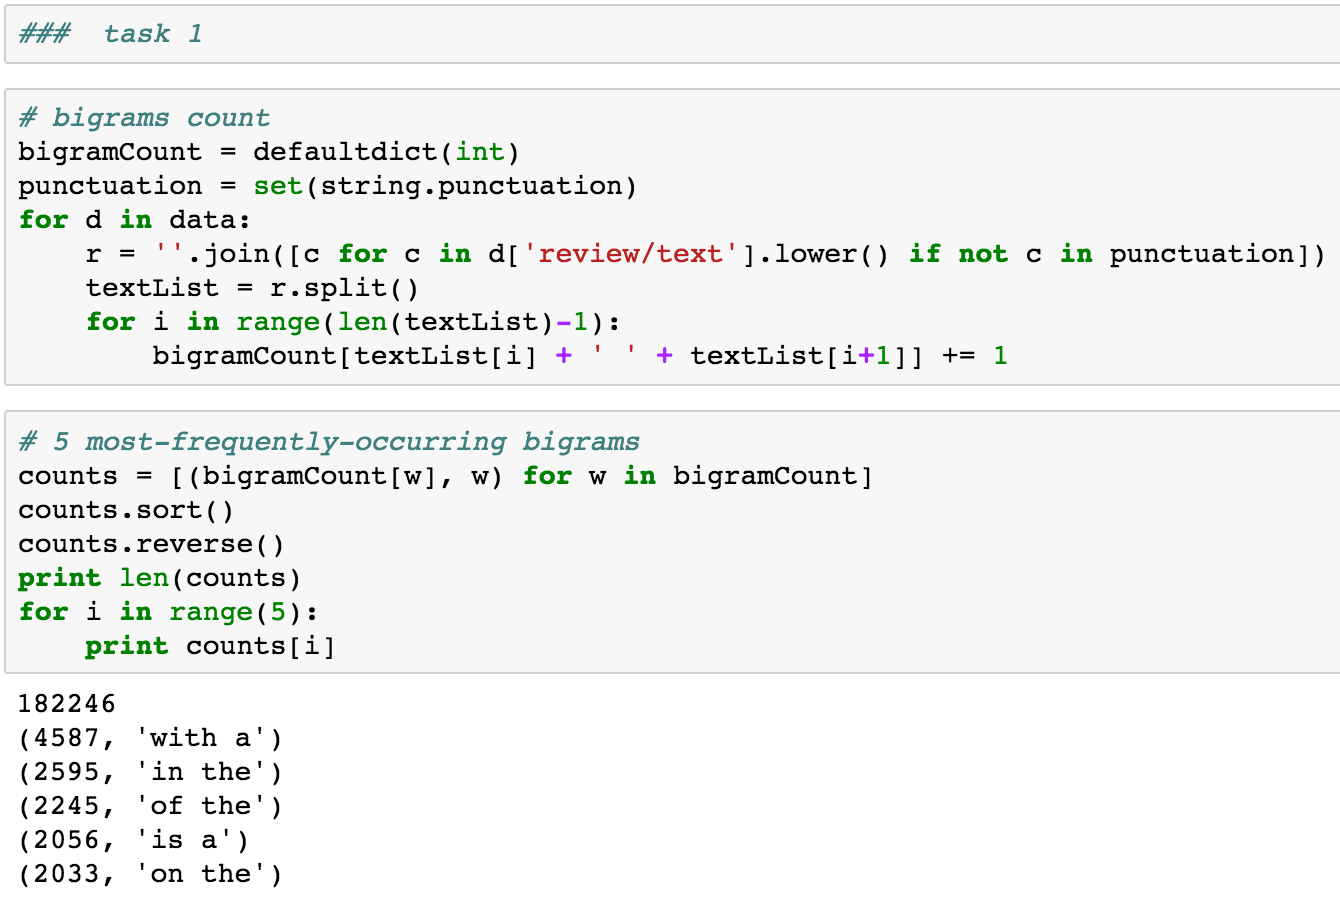 ###  task 1
# bigrams count
bigramCount = defaultdict(int)
punctuation = set(string.punctuation)
for d in data:
    r = ''.join([c for c in d['review/text'].lower() if not c in punctuation])
    textList = r.split()
    for i in range(len(textList)-1):
        bigramCount[textList[i] + ' ' + textList[i+1]] += 1
# 5 most-frequently-occurring bigrams
counts = [(bigramCount[w], w) for w in bigramCount]
counts.sort()
counts.reverse()
print len(counts)
for i in range(5):
    print counts[i]
182246
(4587, 'with a')
(2595, 'in the')
(2245, 'of the')
(2056, 'is a')
(2033, 'on the')